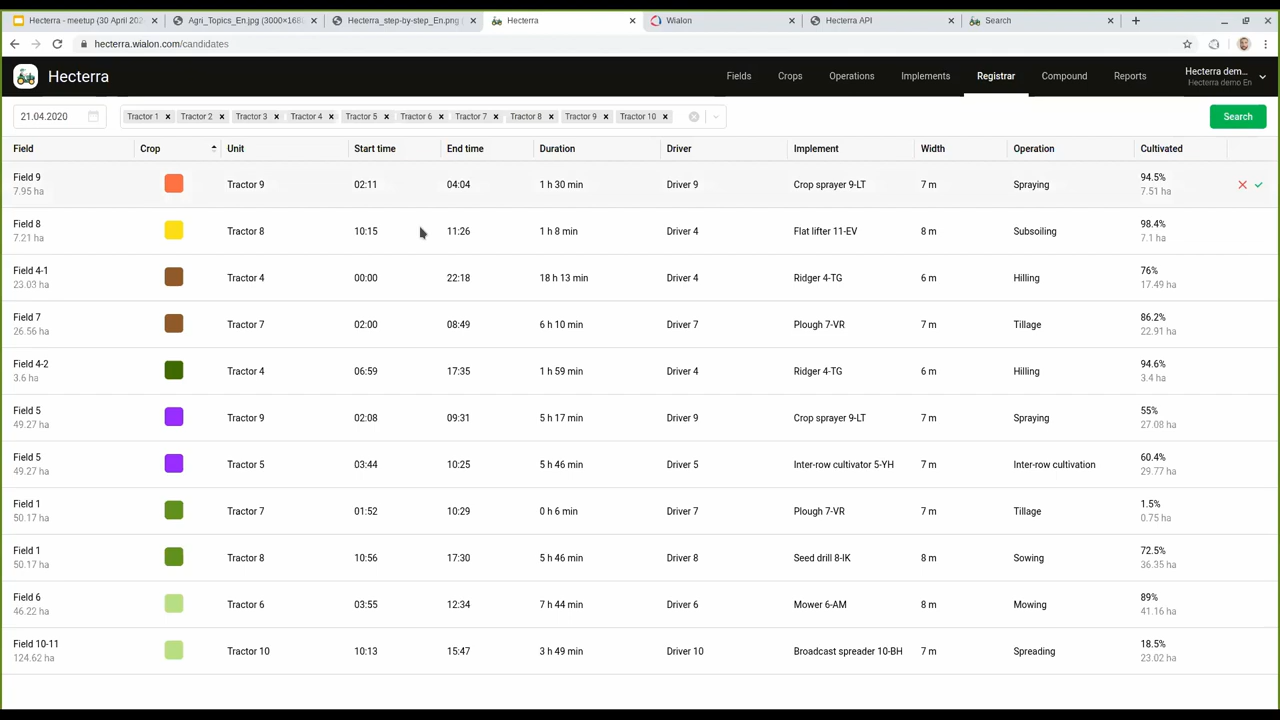 Hecterra - meetup (30 April 202
Agri_Topics_En.jpg (3000×168
Hecterra_step-by-step_En.png (
Hecterra
Wialon
Hecterra API
Search
hecterra.wialon.com/candidates
Hecterra
Fields
Crops
Operations
Implements
Registrar
Compound
Reports
Hecterra dem...
Hecterra demo En
21.04.2020
Tractor 1 Tractor 2 Tractor 3 Tractor 4 Tractor 5 Tractor 6 Tractor 7 Tractor 8 Tractor 9 Tractor 10
Search
Field Crop Unit Start time End time Duration Driver Implement Width Operation Cultivated
Field 9 Tractor 9 02:11 04:04 1 h 30 min Driver 9 Crop sprayer 9-LT 7 m Spraying 94.5%
7.95 ha 7.51 ha
Field 8 Tractor 8 10:15 11:26 1 h 8 min Driver 4 Flat lifter 11-EV 8 m Subsoiling 98.4%
7.21 ha 7.1 ha
Field 4-1 Tractor 4 00:00 22:18 18 h 13 min Driver 4 Ridger 4-TG 6 m Hilling 76%
23.03 ha 17.49 ha
Field 7 Tractor 7 02:00 08:49 6 h 10 min Driver 7 Plough 7-VR 7 m Tillage 86.2%
26.56 ha 22.91 ha
Field 4-2 Tractor 4 06:59 17:35 1 h 59 min Driver 4 Ridger 4-TG 6 m Hilling 94.6%
3.6 ha 3.4 ha
Field 5 Tractor 9 02:08 09:31 5 h 17 min Driver 9 Crop sprayer 9-LT 7 m Spraying 55%
49.27 ha 27.08 ha
Field 5 Tractor 5 03:44 10:25 5 h 46 min Driver 5 Inter-row cultivator 5-YH 7 m Inter-row cultivation 60.4%
49.27 ha 29.77 ha
Field 1 Tractor 7 01:52 10:29 0 h 6 min Driver 7 Plough 7-VR 7 m Tillage 1.5%
50.17 ha 0.75 ha
Field 1 Tractor 8 10:56 17:30 5 h 46 min Driver 8 Seed drill 8-IK 8 m Sowing 72.5%
50.17 ha 36.35 ha
Field 6 Tractor 6 03:55 12:34 7 h 44 min Driver 6 Mower 6-AM 8 m Mowing 89%
46.22 ha 41.16 ha
Field 10-11 Tractor 10 10:13 15:47 3 h 49 min Driver 10 Broadcast spreader 10-BH 7 m Spreading 18.5%
124.62 ha 23.02 ha